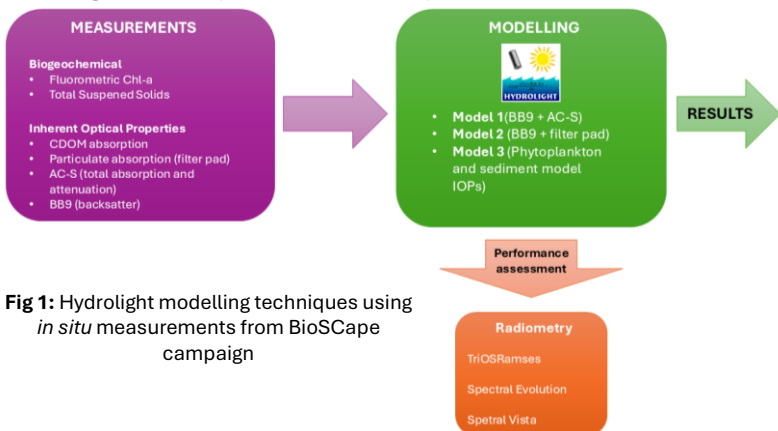 MEASUREMENTS
Biogeochemical
• Fluorometric Chl-a
• Total Suspened Solids
Inherent Optical Properties
• CDOM absorption
• Particulate absorption (filter pad)
• AC-S (total absorption and
attenuation)
• BB9 (backsatter)
MODELLING
HYDROLIGHT
• Model 1(BB9 + AC-S)
• Model 2 (BB9 + filter pad)
• Model 3 (Phytoplankton
and sediment model
IOPs)
RESULTS
Performance
assessment
Fig 1: Hydrolight modelling techniques using
in situ measurements from BioSCape
campaign
Radiometry
TriOSRamses
Spectral Evolution
Spetral Vista